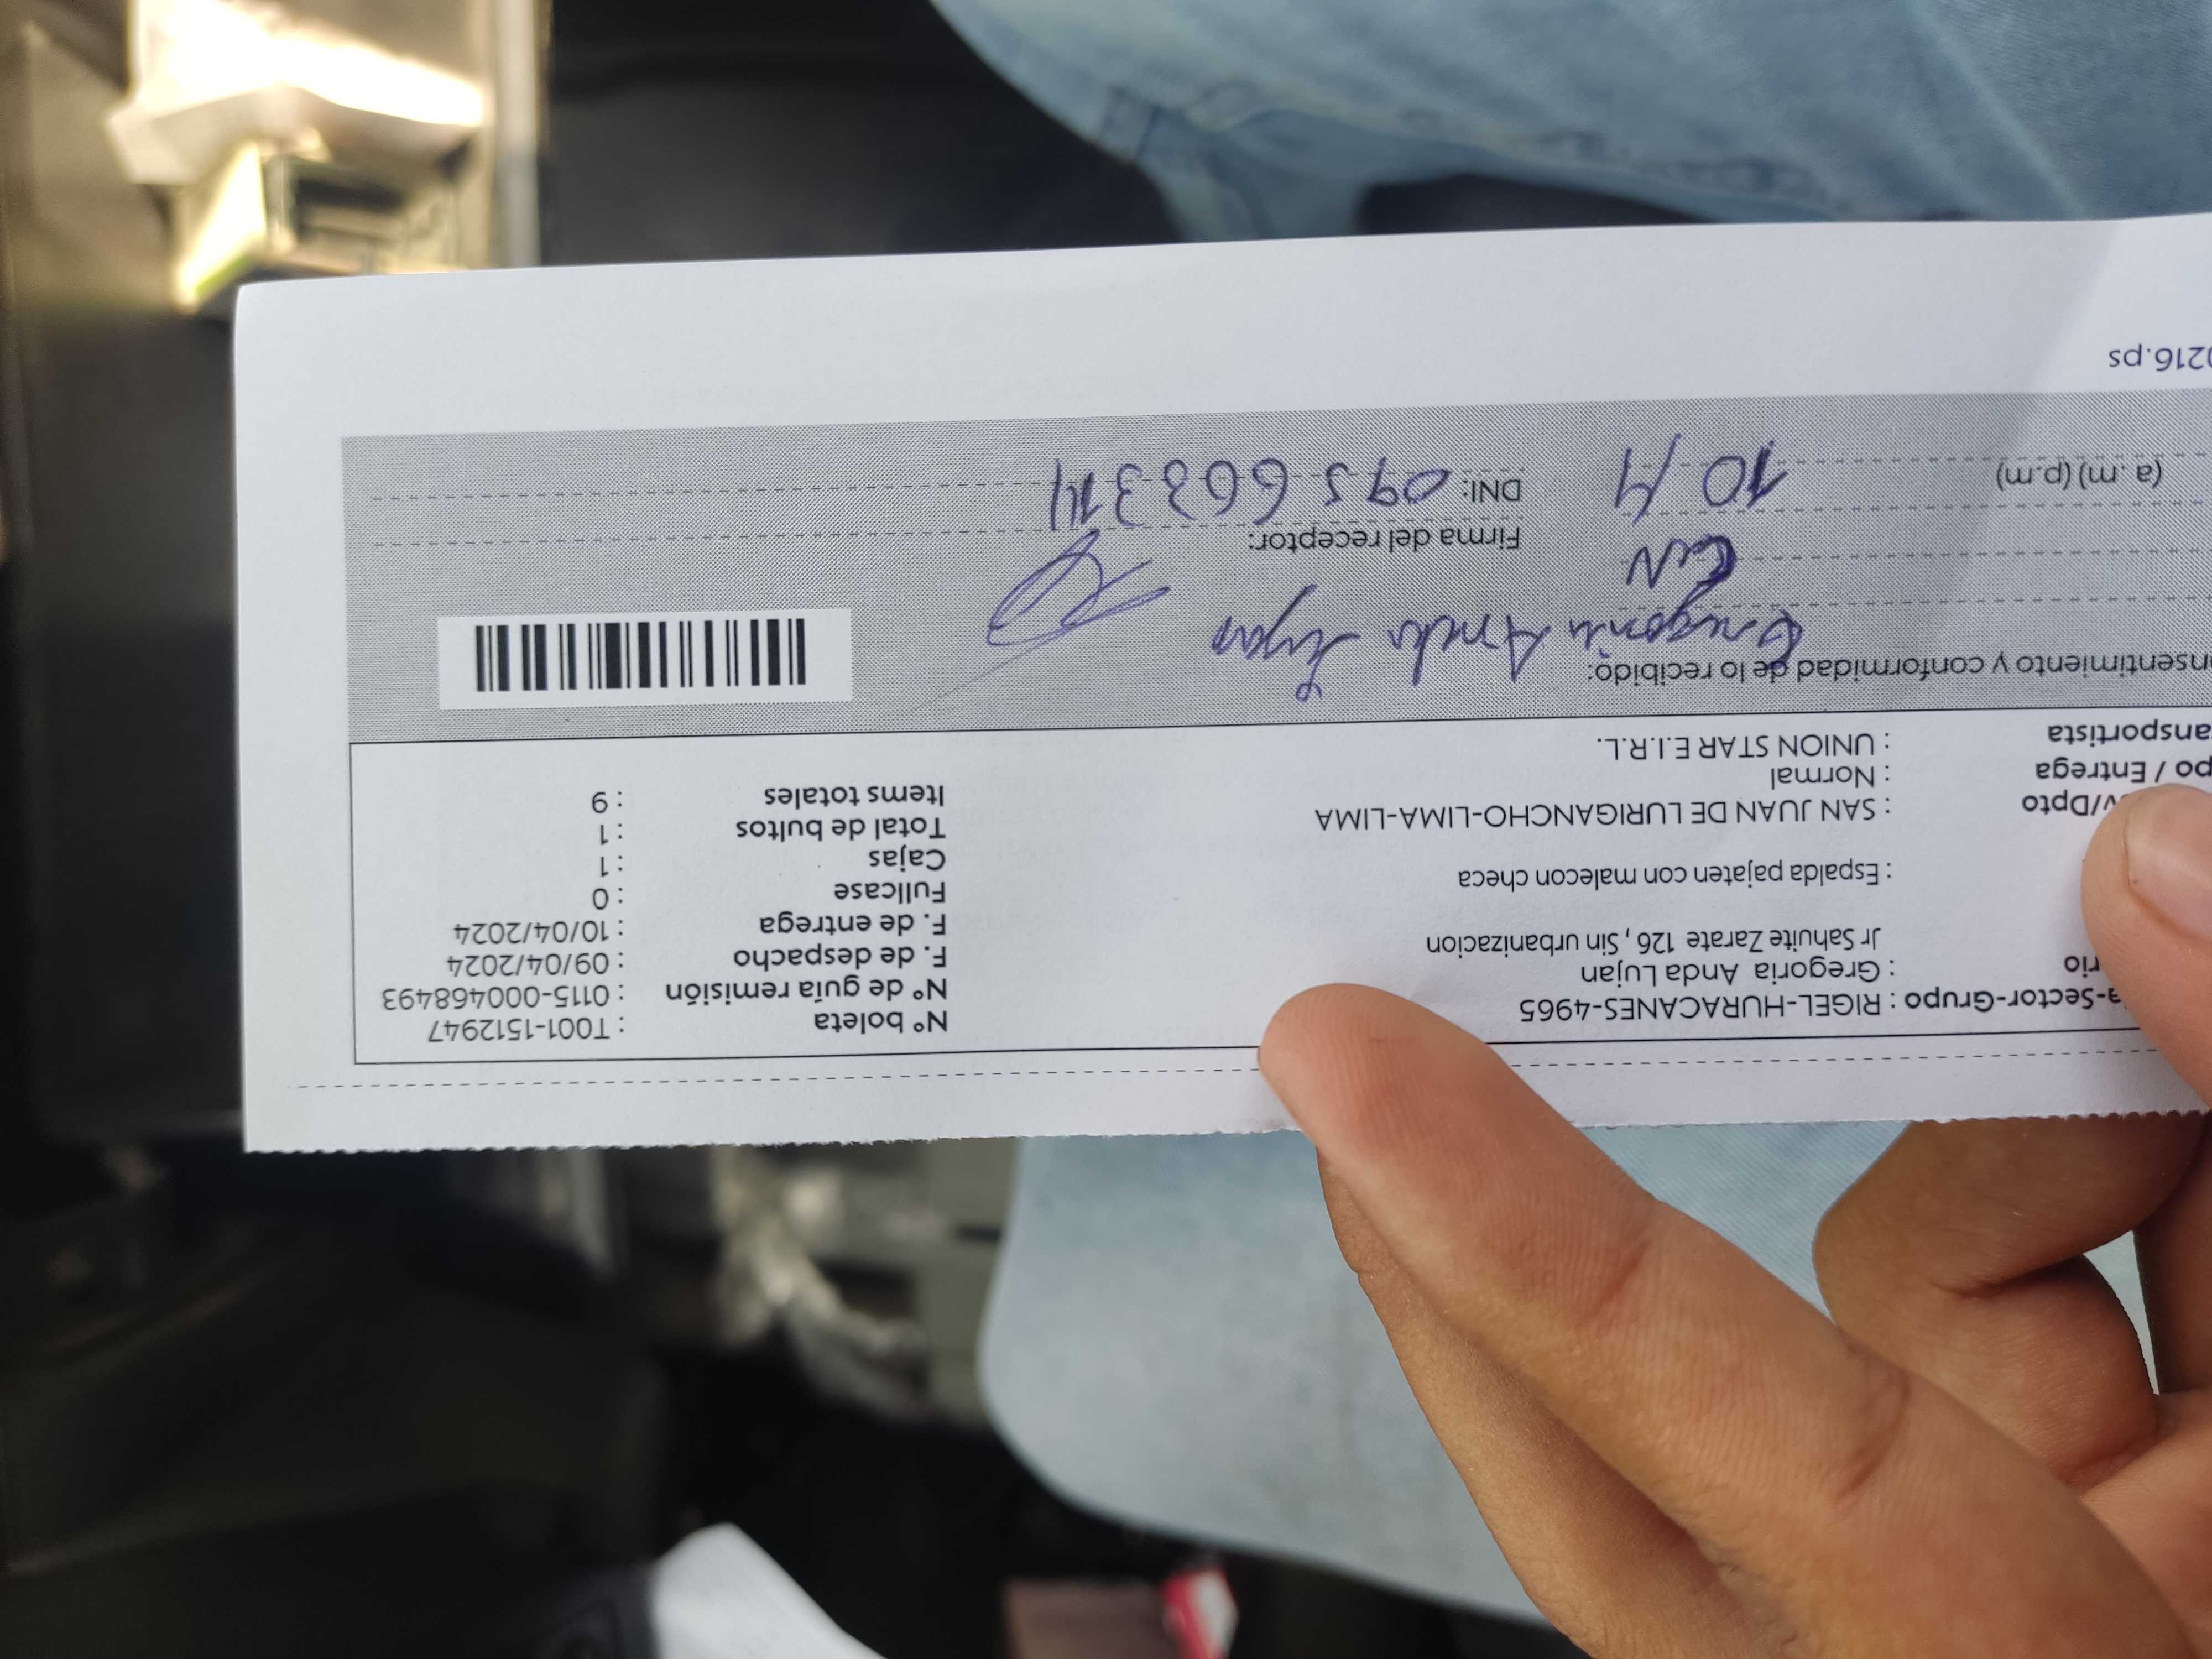 a-Sector-Grupo : RIGEL-HURACANES-4965
rio : Gregoria Anda Lujan
Jr Sahuite Zarate 126 , Sin urbanizacion
: Espalda pajaten con malecon checa
v/Dpto : SAN JUAN DE LURIGANCHO-LIMA-LIMA
po / Entrega : Normal
ansportista : UNION STAR E.I.R.L.
N° boleta : T001-1512947
N° de guía remisión : 0115-000468493
F. de despacho : 09/04/2024
F. de entrega : 10/04/2024
Fullcase : 0
Cajas : 1
Total de bultos : 1
Items totales : 9
nsentimiento y conformidad de lo recibido:
Gregoria Anda Lujan
Firma del receptor:
(a .m) (p.m) 10/4 DNI:
0216.ps